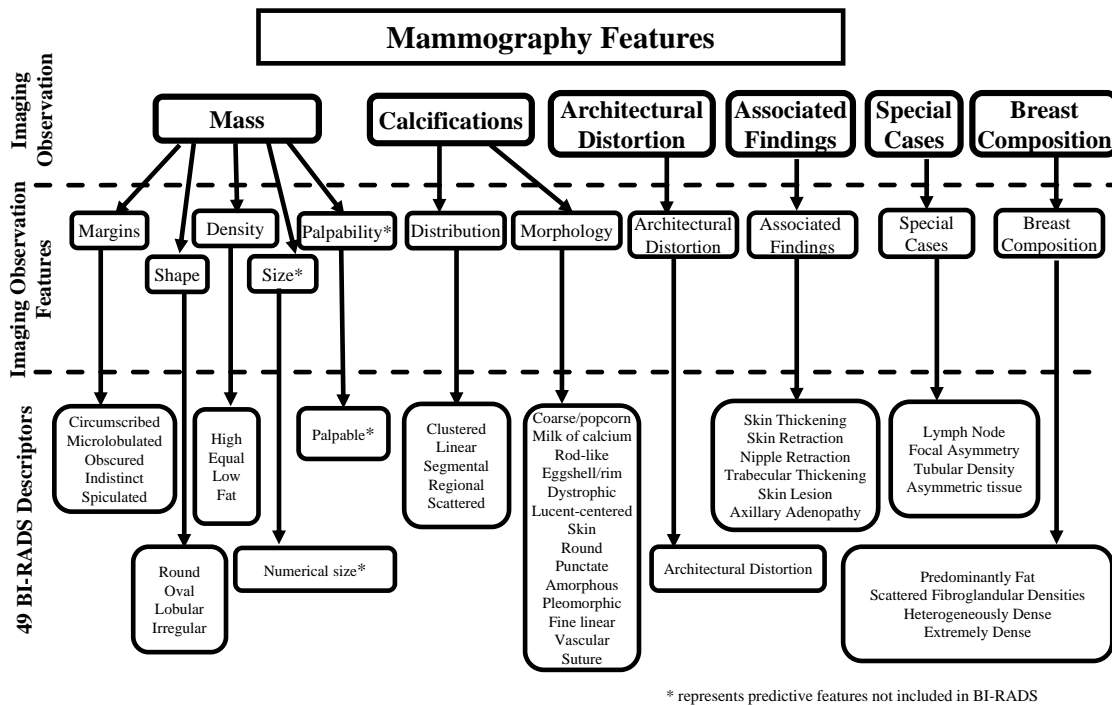 Mammography Features
Imaging
Observation
Mass
Calcifications
Architectural
Distortion
Associated
Findings
Special
Cases
Breast
Composition
Imaging Observation
Features
Margins
Shape
Density
Size*
Palpability*
Distribution
Morphology
Architectural
Distortion
Associated
Findings
Special
Cases
Breast
Composition
49 BI-RADS Descriptors
Circumscribed
Microlobulated
Obscured
Indistinct
Spiculated
Round
Oval
Lobular
Irregular
High
Equal
Low
Fat
Numerical size*
Palpable*
Clustered
Linear
Segmental
Regional
Scattered
Coarse/popcorn
Milk of calcium
Rod-like
Eggshell/rim
Dystrophic
Lucent-centered
Skin
Round
Punctate
Amorphous
Pleomorphic
Fine linear
Vascular
Suture
Architectural Distortion
Skin Thickening
Skin Retraction
Nipple Retraction
Trabecular Thickening
Skin Lesion
Axillary Adenopathy
Lymph Node
Focal Asymmetry
Tubular Density
Asymmetric tissue
Predominantly Fat
Scattered Fibroglandular Densities
Heterogeneously Dense
Extremely Dense
* represents predictive features not included in BI-RADS